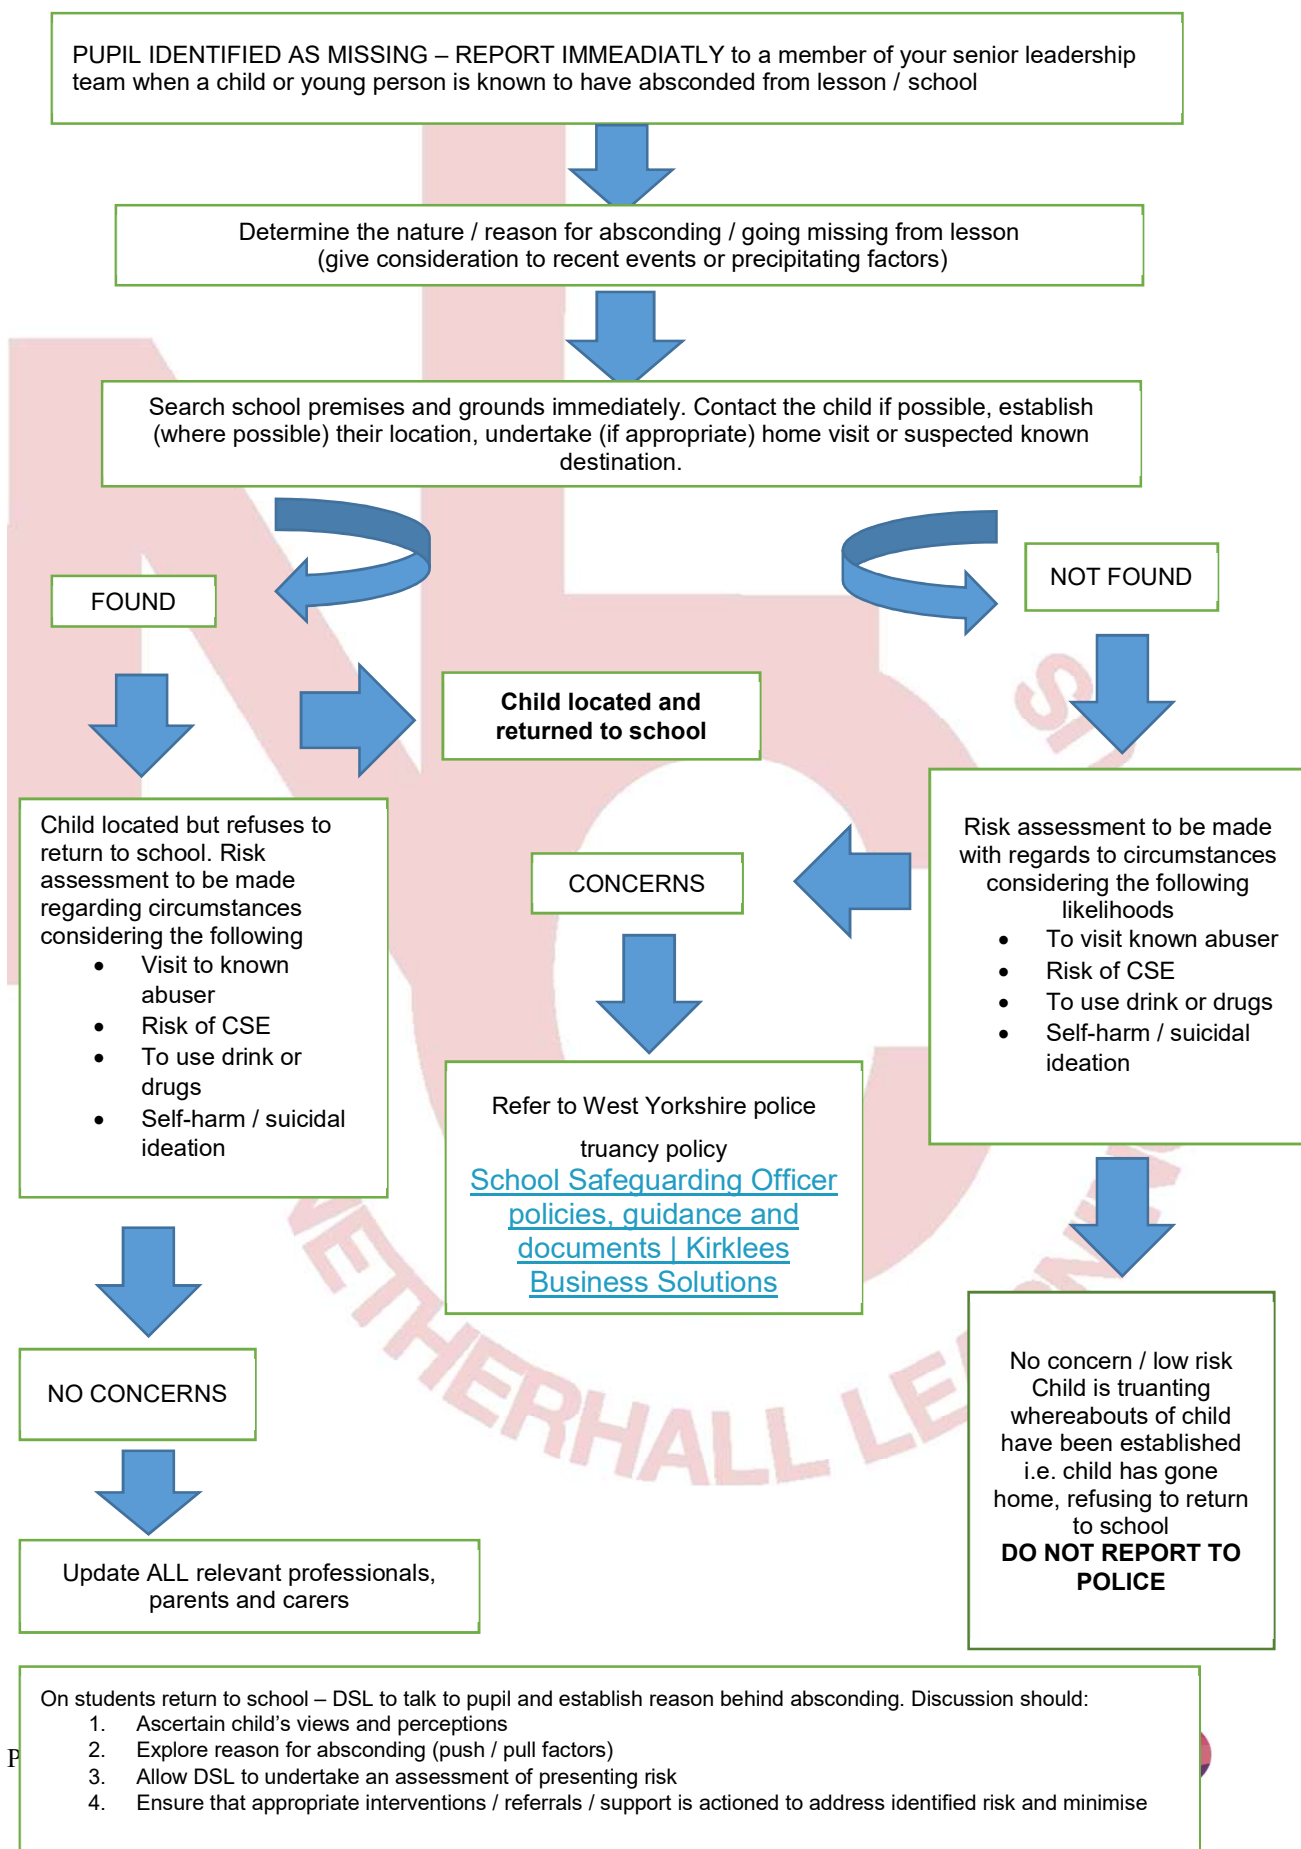 PUPIL IDENTIFIED AS MISSING – REPORT IMMEADIATLY to a member of your senior leadership
team when a child or young person is known to have absconded from lesson / school
Determine the nature / reason for absconding / going missing from lesson
(give consideration to recent events or precipitating factors)
Search school premises and grounds immediately. Contact the child if possible, establish
(where possible) their location, undertake (if appropriate) home visit or suspected known
destination.
FOUND
NOT FOUND
Child located and
returned to school
Child located but refuses to
return to school. Risk
assessment to be made
regarding circumstances
considering the following
• Visit to known
abuser
• Risk of CSE
• To use drink or
drugs
• Self-harm / suicidal
ideation
CONCERNS
Risk assessment to be made
with regards to circumstances
considering the following
likelihoods
• To visit known abuser
• Risk of CSE
• To use drink or drugs
• Self-harm / suicidal
ideation
Refer to West Yorkshire police
truancy policy
School Safeguarding Officer
policies, guidance and
documents | Kirklees
Business Solutions
NO CONCERNS
No concern / low risk
Child is truanting
whereabouts of child
have been established
i.e. child has gone
home, refusing to return
to school
DO NOT REPORT TO
POLICE
Update ALL relevant professionals,
parents and carers
On students return to school – DSL to talk to pupil and establish reason behind absconding. Discussion should:
1. Ascertain child’s views and perceptions
2. Explore reason for absconding (push / pull factors)
3. Allow DSL to undertake an assessment of presenting risk
4. Ensure that appropriate interventions / referrals / support is actioned to address identified risk and minimise
P
NETHERHALL